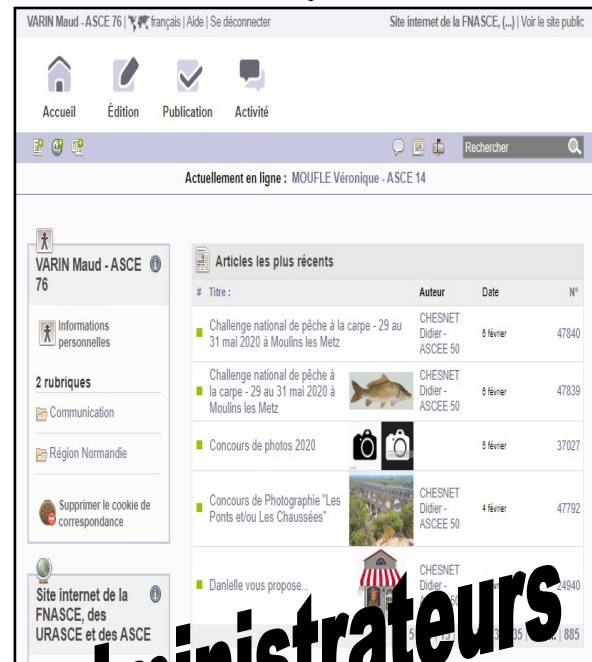 VARIN Maud - ASCE 76 | français | Aide | Se déconnecter
Site internet de la FNASCE, (...) | Voir le site public
Accueil Édition Publication Activité
Rechercher
Actuellement en ligne : MOUFLE Véronique - ASCE 14
VARIN Maud - ASCE
76
Informations
personnelles
2 rubriques
Communication
Région Normandie
Supprimer le cookie de
correspondance
Site internet de la
FNASCE, des
URASCE et des ASCE
Articles les plus récents
# Titre : Auteur Date N°
Challenge national de pêche à la carpe - 29 au
31 mai 2020 à Moulins les Metz
CHESNET
Didier -
ASCEE 50
6 février
47840
Challenge national de pêche à
la carpe - 29 au 31 mai 2020 à
Moulins les Metz
CHESNET
Didier -
ASCEE 50
6 février
47839
Concours de photos 2020
5 février
37027
Concours de Photographie "Les
Ponts et/ou Les Chaussées"
CHESNET
Didier -
ASCEE 50
4 février
47792
Danielle vous propose...
CHESNET
Didier -
24940
| 885